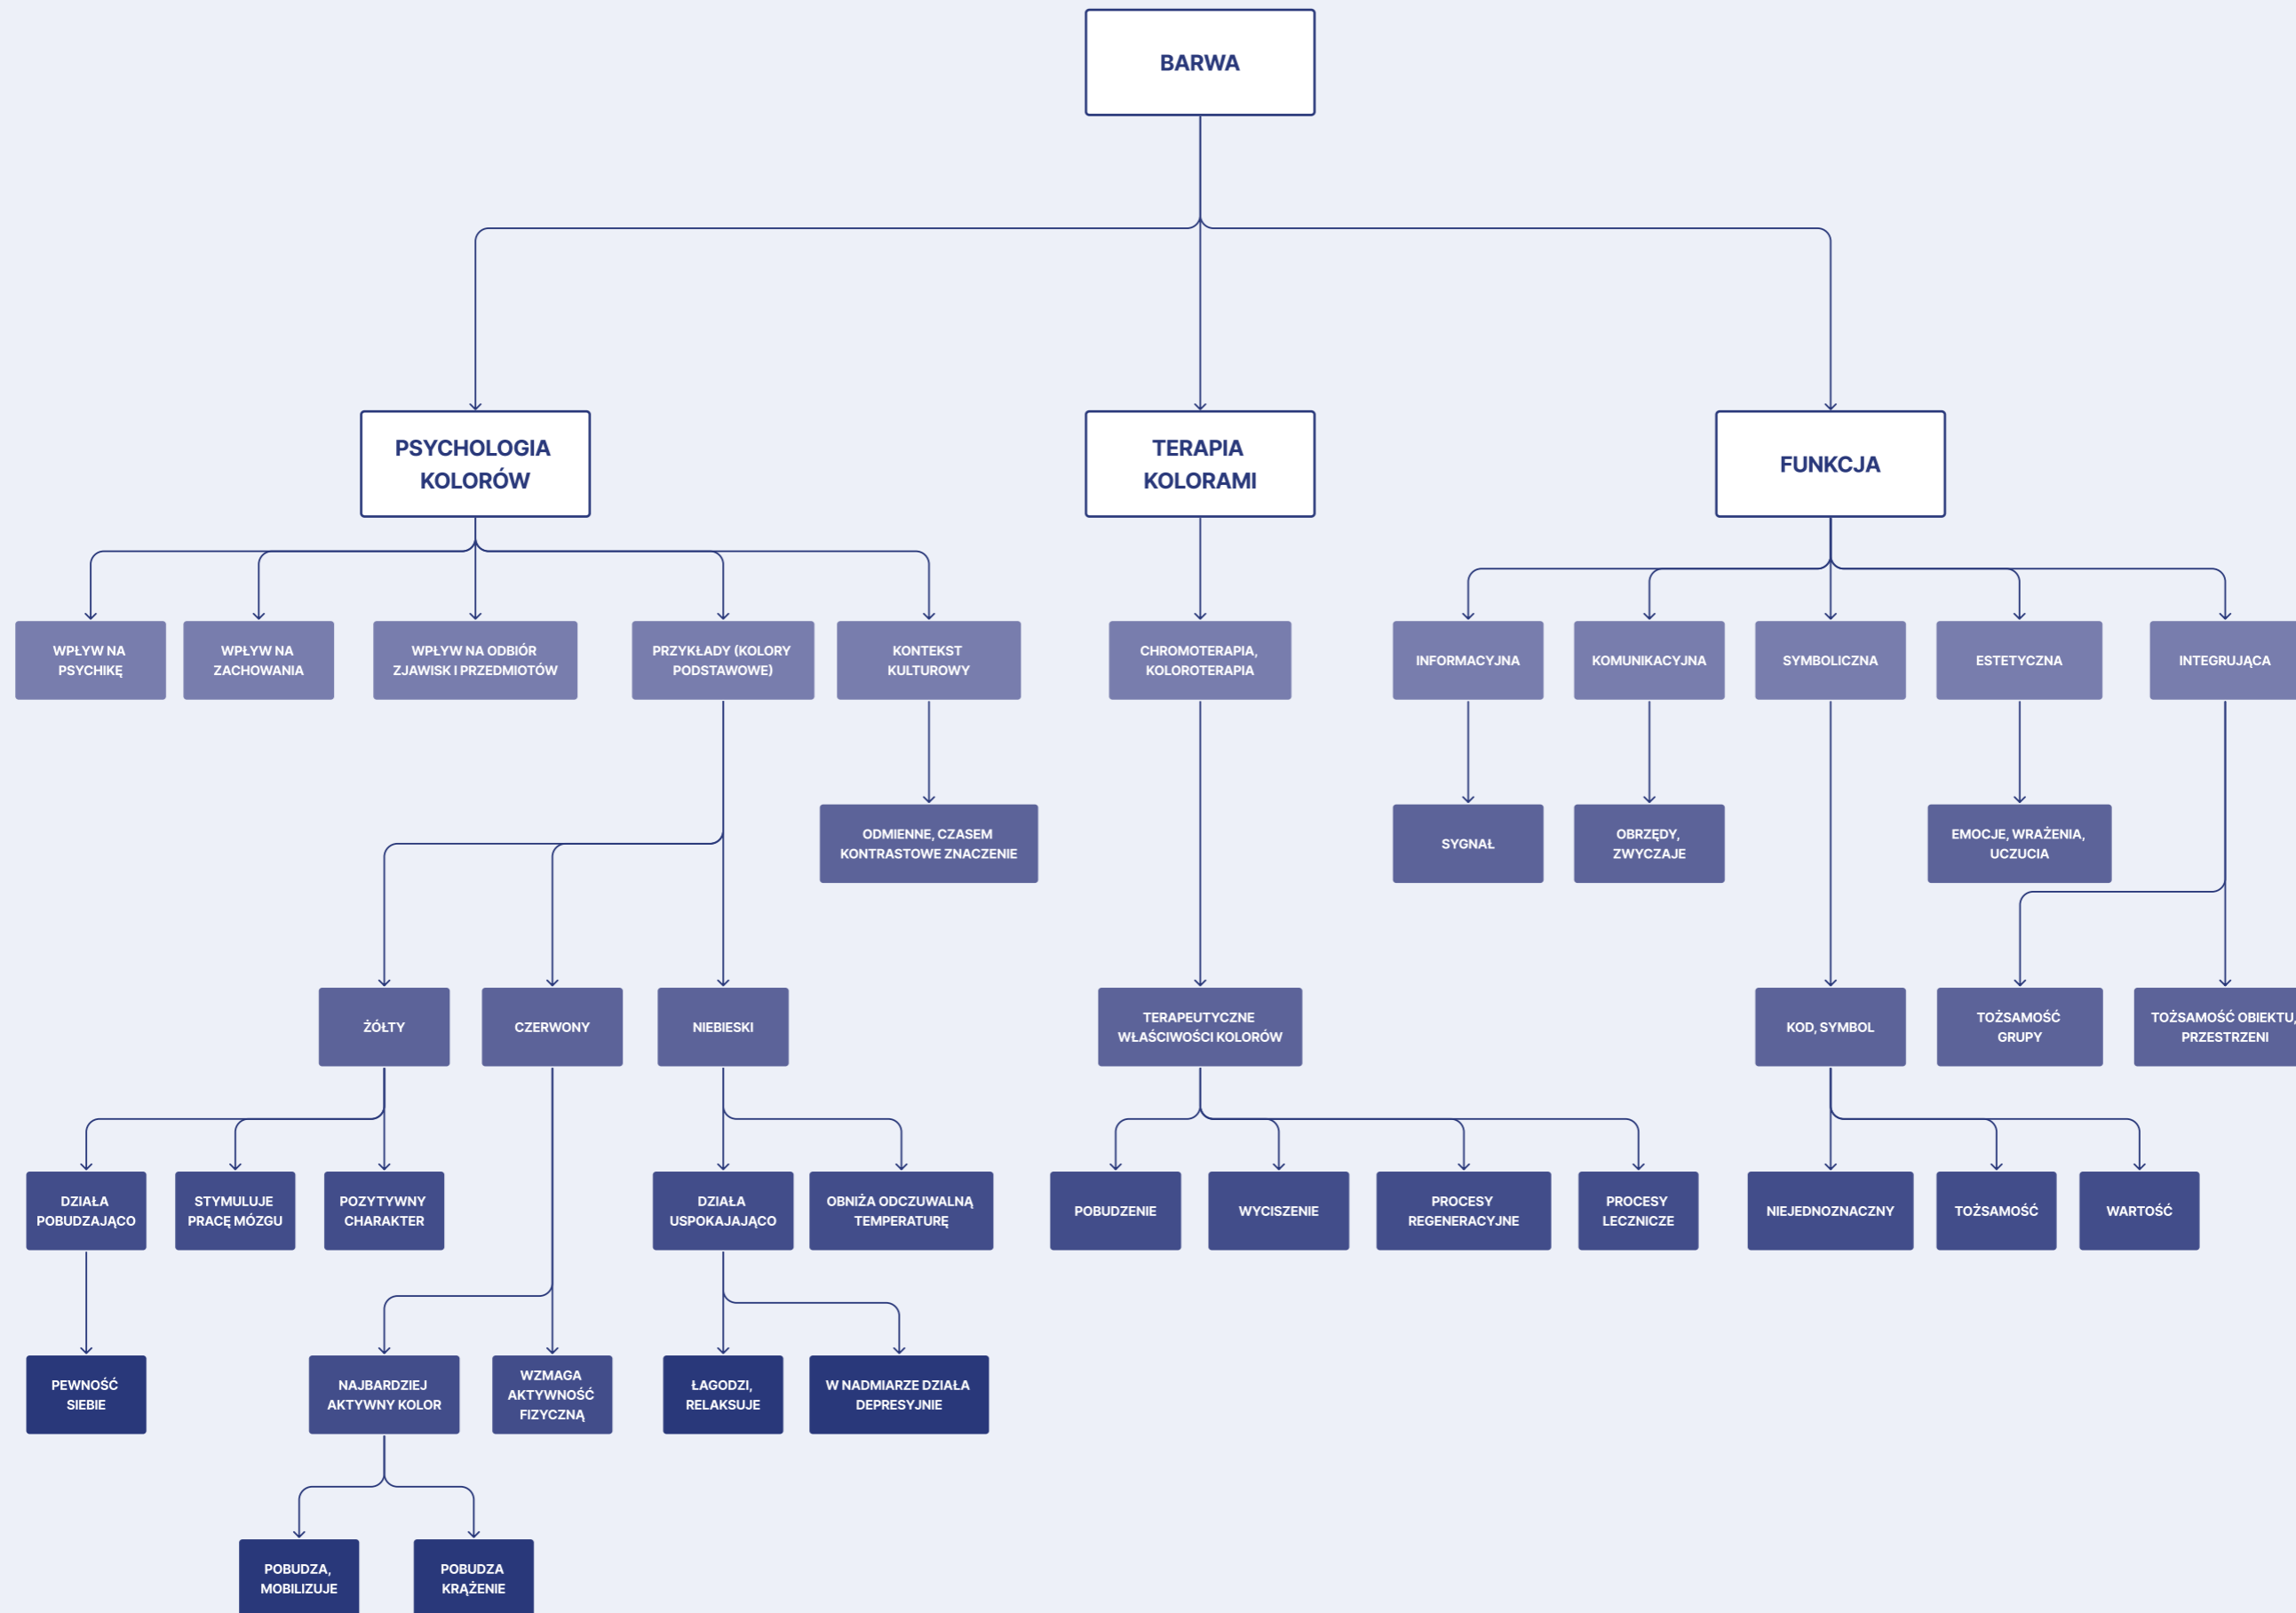 BARWA
PSYCHOLOGIA
KOLORÓW
TERAPIA
KOLORAMI
FUNKCJA
WPŁYW NA
PSYCHIKĘ
WPŁYW NA
ZACHOWANIA
WPŁYW NA ODBIÓR
ZJAWISK I PRZEDMIOTÓW
PRZYKŁADY (KOLORY
PODSTAWOWE)
KONTEKST
KULTUROWY
CHROMOTERAPIA,
KOLOROTERAPIA
INFORMACYJNA
KOMUNIKACYJNA
SYMBOLICZNA
ESTETYCZNA
INTEGRUJĄCA
ODMIENNE, CZASEM
KONTRASTOWE ZNACZENIE
SYGNAŁ
OBRZĘDY,
ZWYCZAJE
EMOCJE, WRAŻENIA,
UCZUCIA
ŻÓŁTY
CZERWONY
NIEBIESKI
TERAPEUTYCZNE
WŁAŚCIWOŚCI KOLORÓW
KOD, SYMBOL
TOŻSAMOŚĆ
GRUPY
TOŻSAMOŚĆ OBIEKTU,
PRZESTRZENI
DZIAŁA
POBUDZAJĄCO
STYMULUJE
PRACĘ MÓZGU
POZYTYWNY
CHARAKTER
DZIAŁA
USPOKAJAJĄCO
OBNIŻA ODCZUWALNĄ
TEMPERATURĘ
POBUDZENIE
WYCISZENIE
PROCESY
REGENERACYJNE
PROCESY
LECZNICZE
NIEJEDNOZNACZNY
TOŻSAMOŚĆ
WARTOŚĆ
PEWNOŚĆ
SIEBIE
NAJBARDZIEJ
AKTYWNY KOLOR
WZMAGA
AKTYWNOŚĆ
FIZYCZNĄ
ŁAGODZI,
RELAKSUJE
W NADMIARZE DZIAŁA
DEPRESYJNIE
POBUDZA,
MOBILIZUJE
POBUDZA
KRĄŻENIE